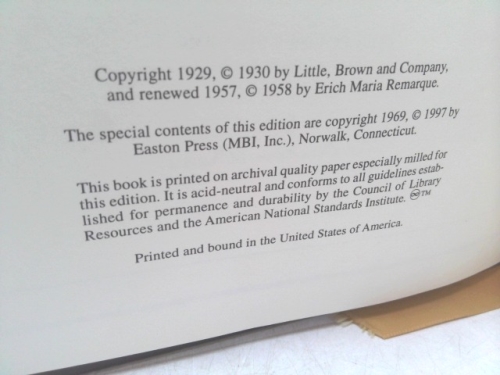 Copyright 1929, © 1930 by Little, Brown and Company,
and renewed 1957, © 1958 by Erich Maria Remarque.
The special contents of this edition are copyright 1969, © 1997 by
Easton Press (MBI, Inc.), Norwalk, Connecticut.
This book is printed on archival quality paper especially milled for
this edition. It is acid-neutral and conforms to all guidelines estab-
lished for permanence and durability by the Council of Library
Resources and the American National Standards Institute. ♾™
Printed and bound in the United States of America.